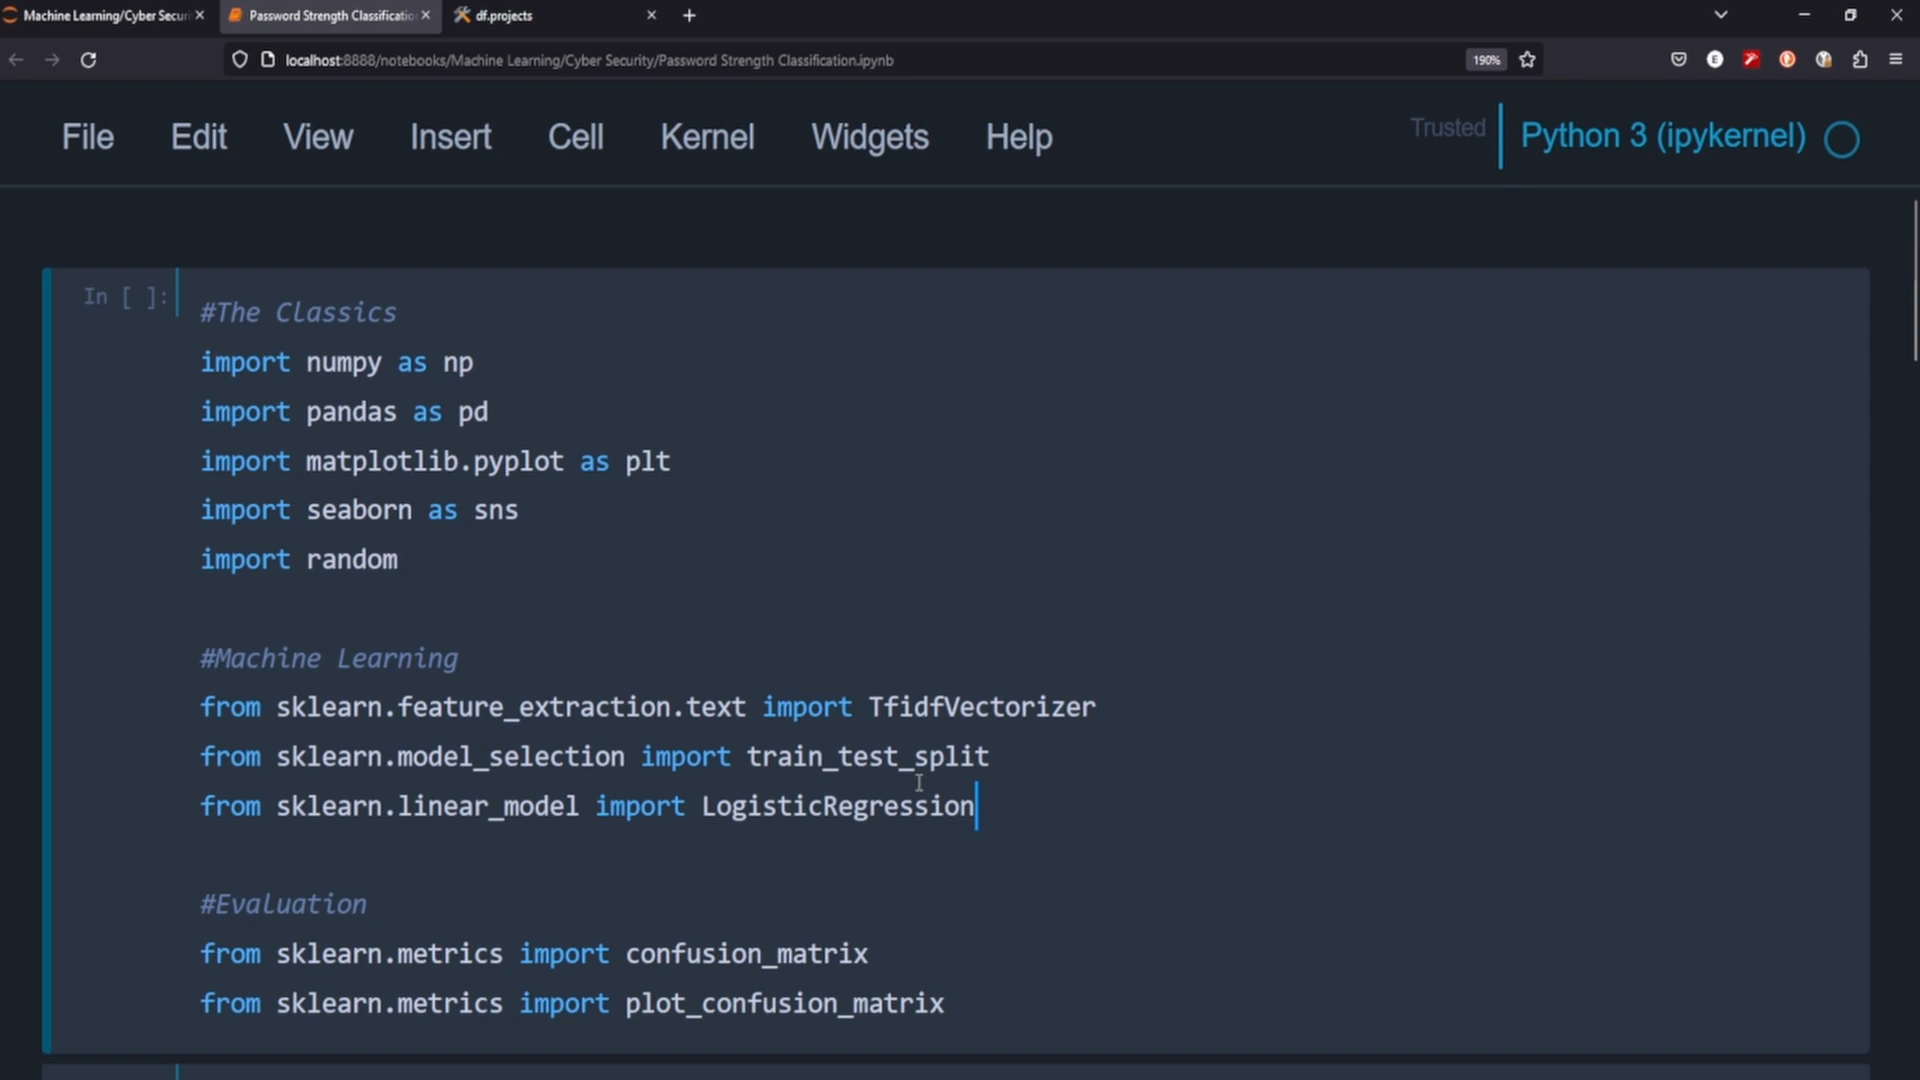 Machine Learning/Cyber Secur
Password Strength Classificatio
df.projects
localhost:8888/notebooks/Machine Learning/Cyber Security/Password Strength Classification.ipynb
190%
File Edit View Insert Cell Kernel Widgets Help
Trusted
Python 3 (ipykernel)
In [ ]:
#The Classics
import numpy as np
import pandas as pd
import matplotlib.pyplot as plt
import seaborn as sns
import random
#Machine Learning
from sklearn.feature_extraction.text import TfidfVectorizer
from sklearn.model_selection import train_test_split
from sklearn.linear_model import LogisticRegression
#Evaluation
from sklearn.metrics import confusion_matrix
from sklearn.metrics import plot_confusion_matrix